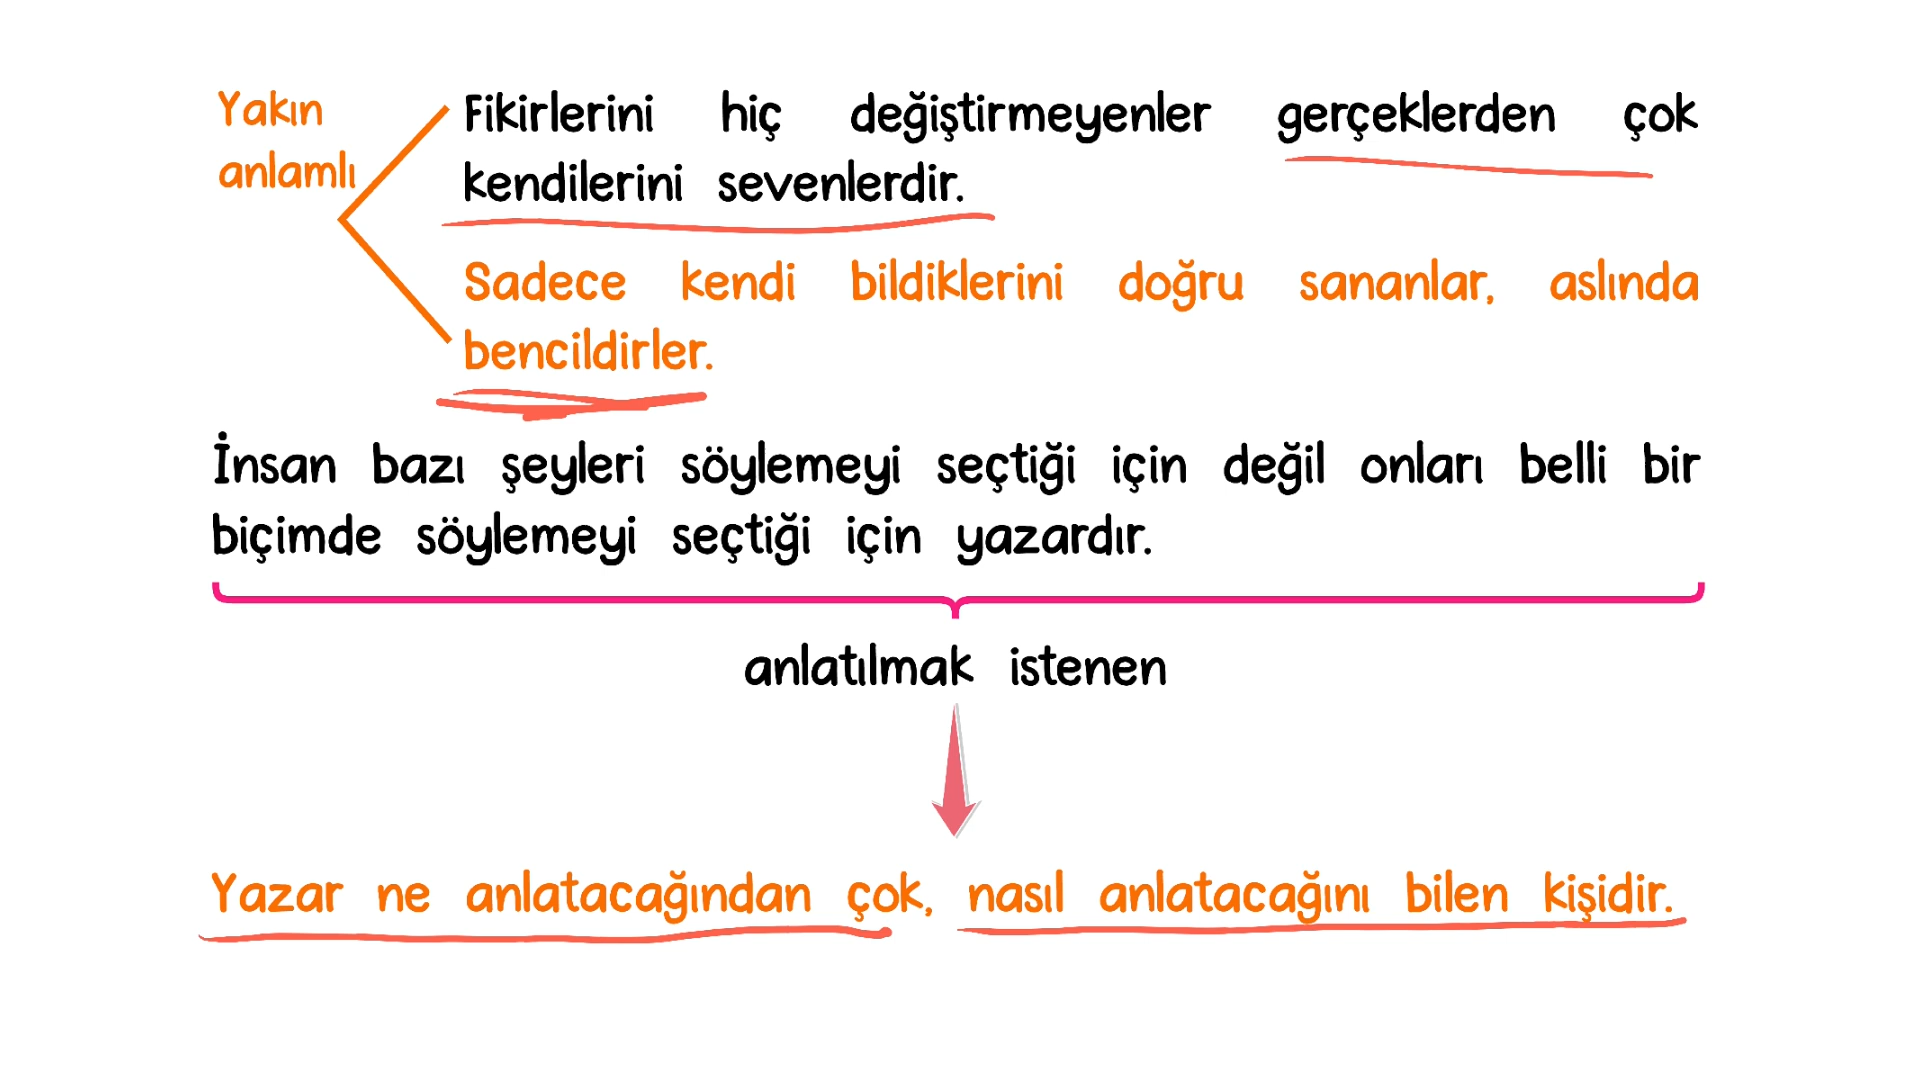 Yakın
anlamlı
Fikirlerini hiç değiştirmeyenler gerçeklerden çok
kendilerini sevenlerdir.
Sadece kendi bildiklerini doğru sananlar, aslında
bencildirler.
İnsan bazı şeyleri söylemeyi seçtiği için değil onları belli bir
biçimde söylemeyi seçtiği için yazardır.
anlatılmak istenen
Yazar ne anlatacağından çok, nasıl anlatacağını bilen kişidir.